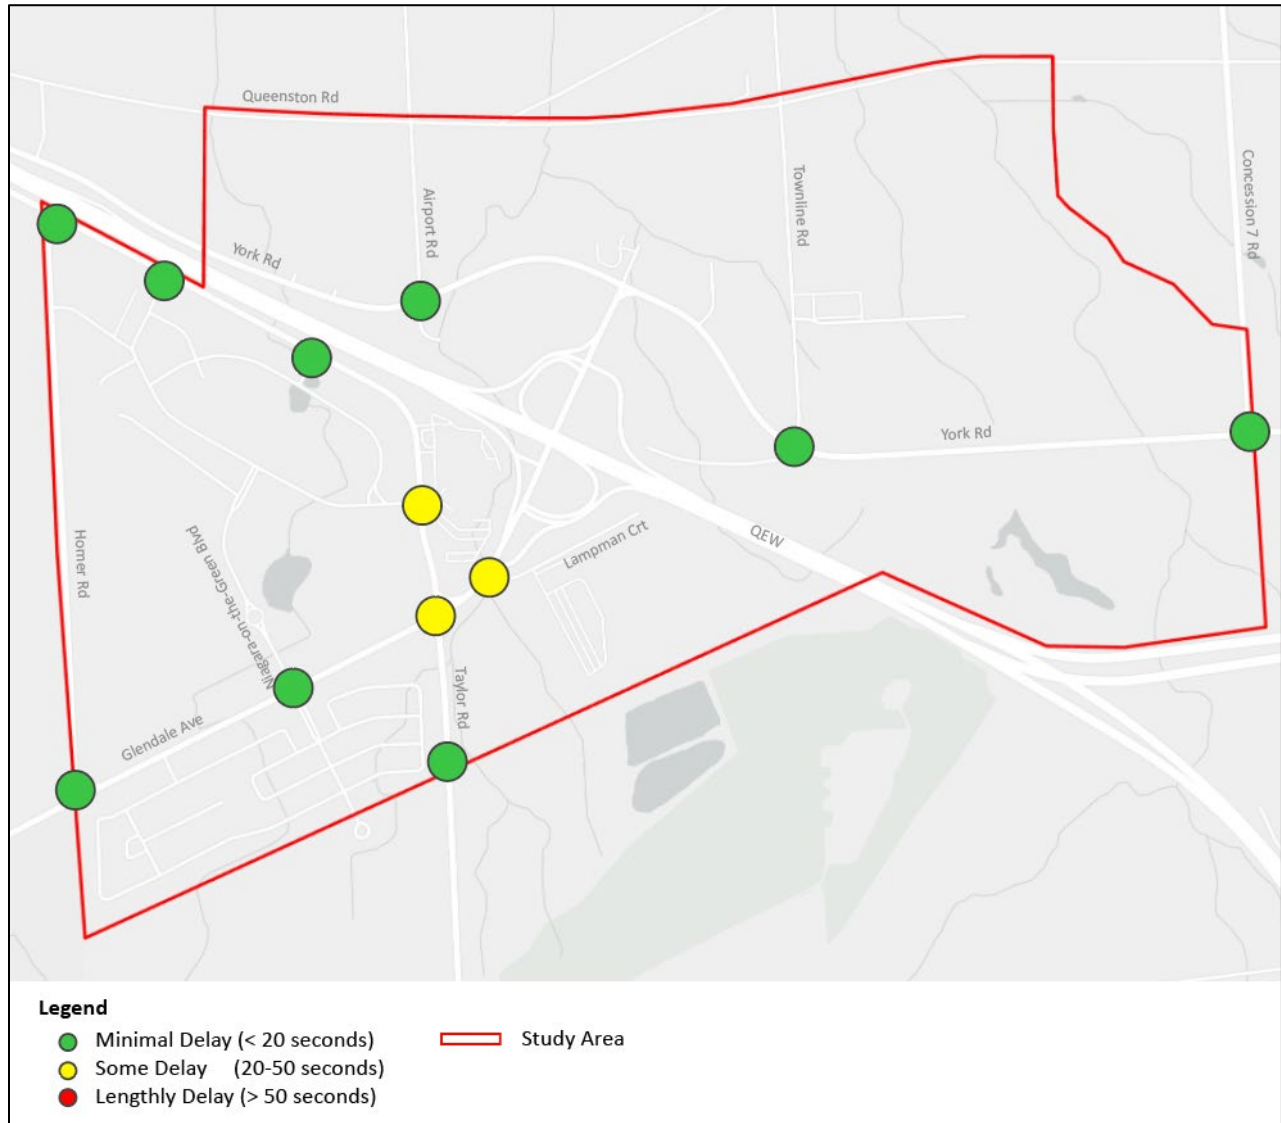 Queenston Rd
Airport Rd
Townline Rd
Concession 7 Rd
York Rd
York Rd
QEW
Lampman Crt
Homer Rd
Niagara-on-the-Green Blvd
Taylor Rd
Glendale Ave
Legend
Minimal Delay (< 20 seconds)
Study Area
Some Delay (20-50 seconds)
Lengthly Delay (> 50 seconds)